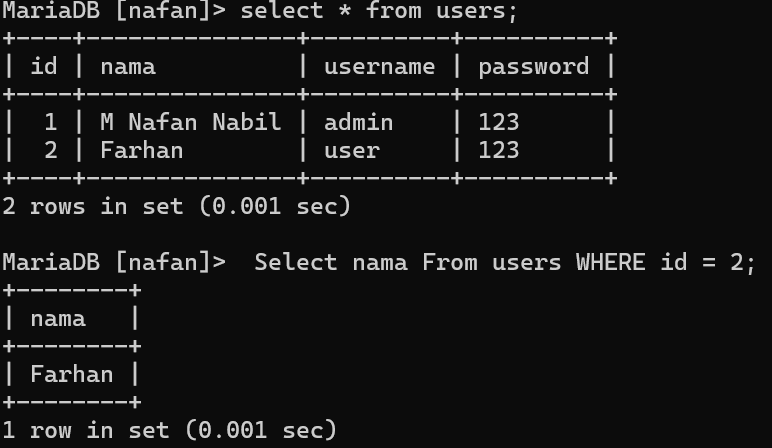 MariaDB [nafan]> select * from users;
+----+---------------+----------+----------+
| id | nama          | username | password |
+----+---------------+----------+----------+
|  1 | M Nafan Nabil | admin    | 123      |
|  2 | Farhan        | user     | 123      |
+----+---------------+----------+----------+
2 rows in set (0.001 sec)

MariaDB [nafan]>  Select nama From users WHERE id = 2;
+--------+
| nama   |
+--------+
| Farhan |
+--------+
1 row in set (0.001 sec)